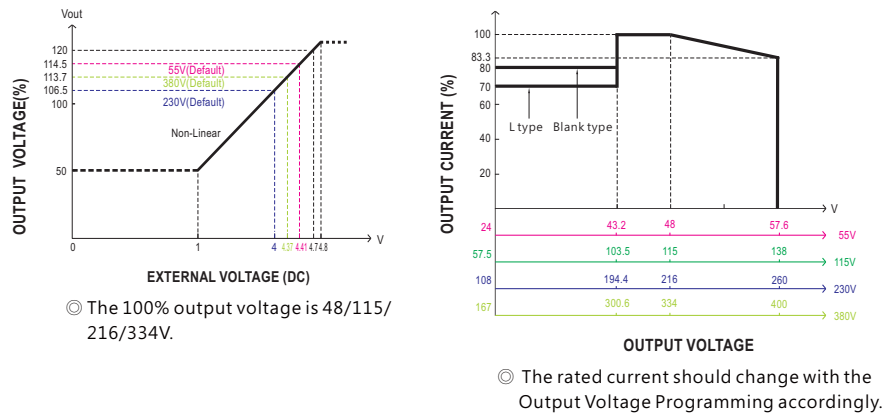 Vout
OUTPUT VOLTAGE(%)
120
114.5
113.7
106.5
100
50
55V(Default)
380V(Default)
230V(Default)
Non-Linear
0 1 4 4.37 4.41 4.7 4.8 V
EXTERNAL VOLTAGE (DC)
◎ The 100% output voltage is 48/115/
216/334V.
OUTPUT CURRENT (%)
100
83.3
80
70
60
40
20
L type Blank type
V
24 43.2 48 57.6 55V
57.5 103.5 115 138 115V
108 194.4 216 260 230V
167 300.6 334 400 380V
OUTPUT VOLTAGE
◎ The rated current should change with the
Output Voltage Programming accordingly.